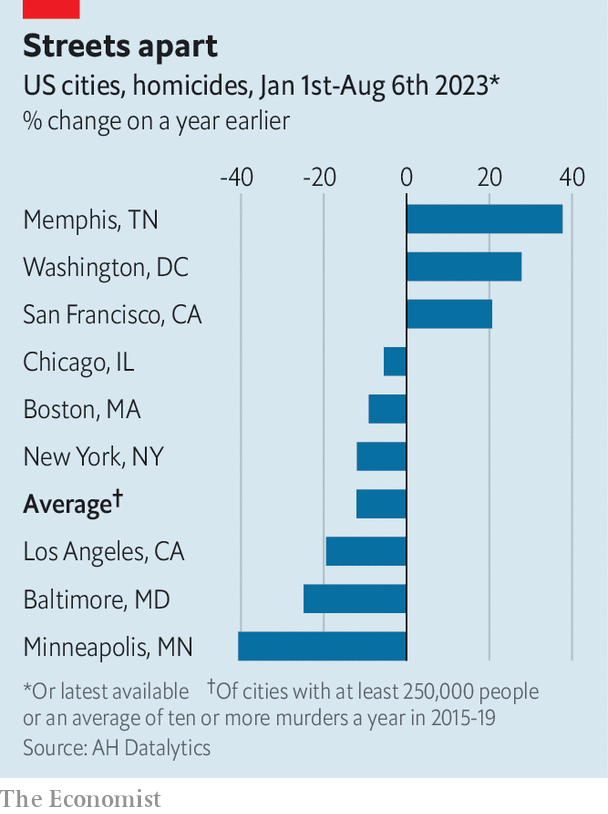 Streets apart
US cities, homicides, Jan 1st-Aug 6th 2023*
% change on a year earlier
-40 -20 0 20 40
Memphis, TN
Washington, DC
San Francisco, CA
Chicago, IL
Boston, MA
New York, NY
Average†
Los Angeles, CA
Baltimore, MD
Minneapolis, MN
*Or latest available †Of cities with at least 250,000 people
or an average of ten or more murders a year in 2015-19
Source: AH Datalytics
The Economist